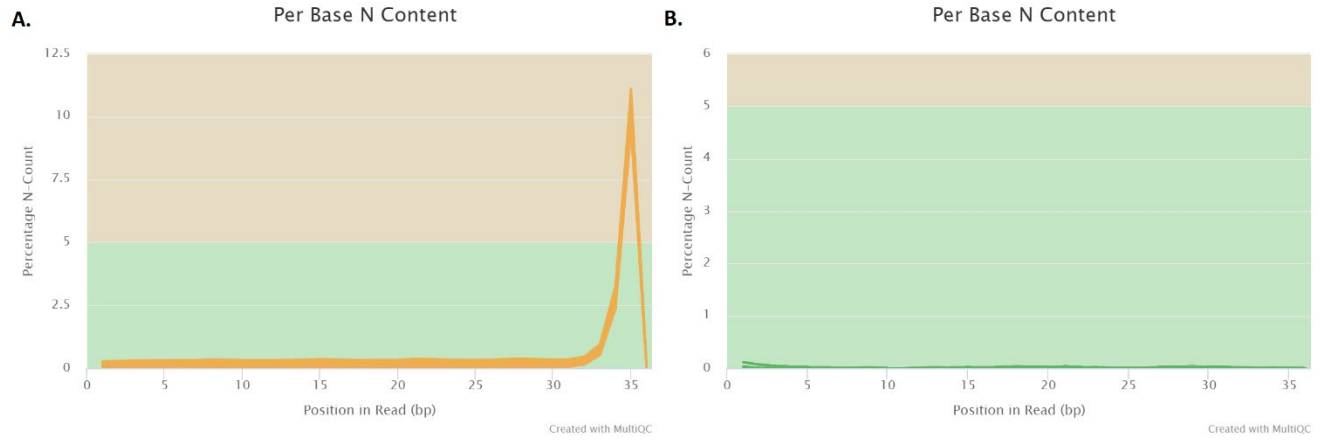 A.
Per Base N Content
12.5
10
7.5
5
2.5
0
Percentage N-Count
0 5 10 15 20 25 30 35
Position in Read (bp)
Created with MultiQC
B.
Per Base N Content
6
5
4
3
2
1
0
Percentage N-Count
0 5 10 15 20 25 30 35
Position in Read (bp)
Created with MultiQC